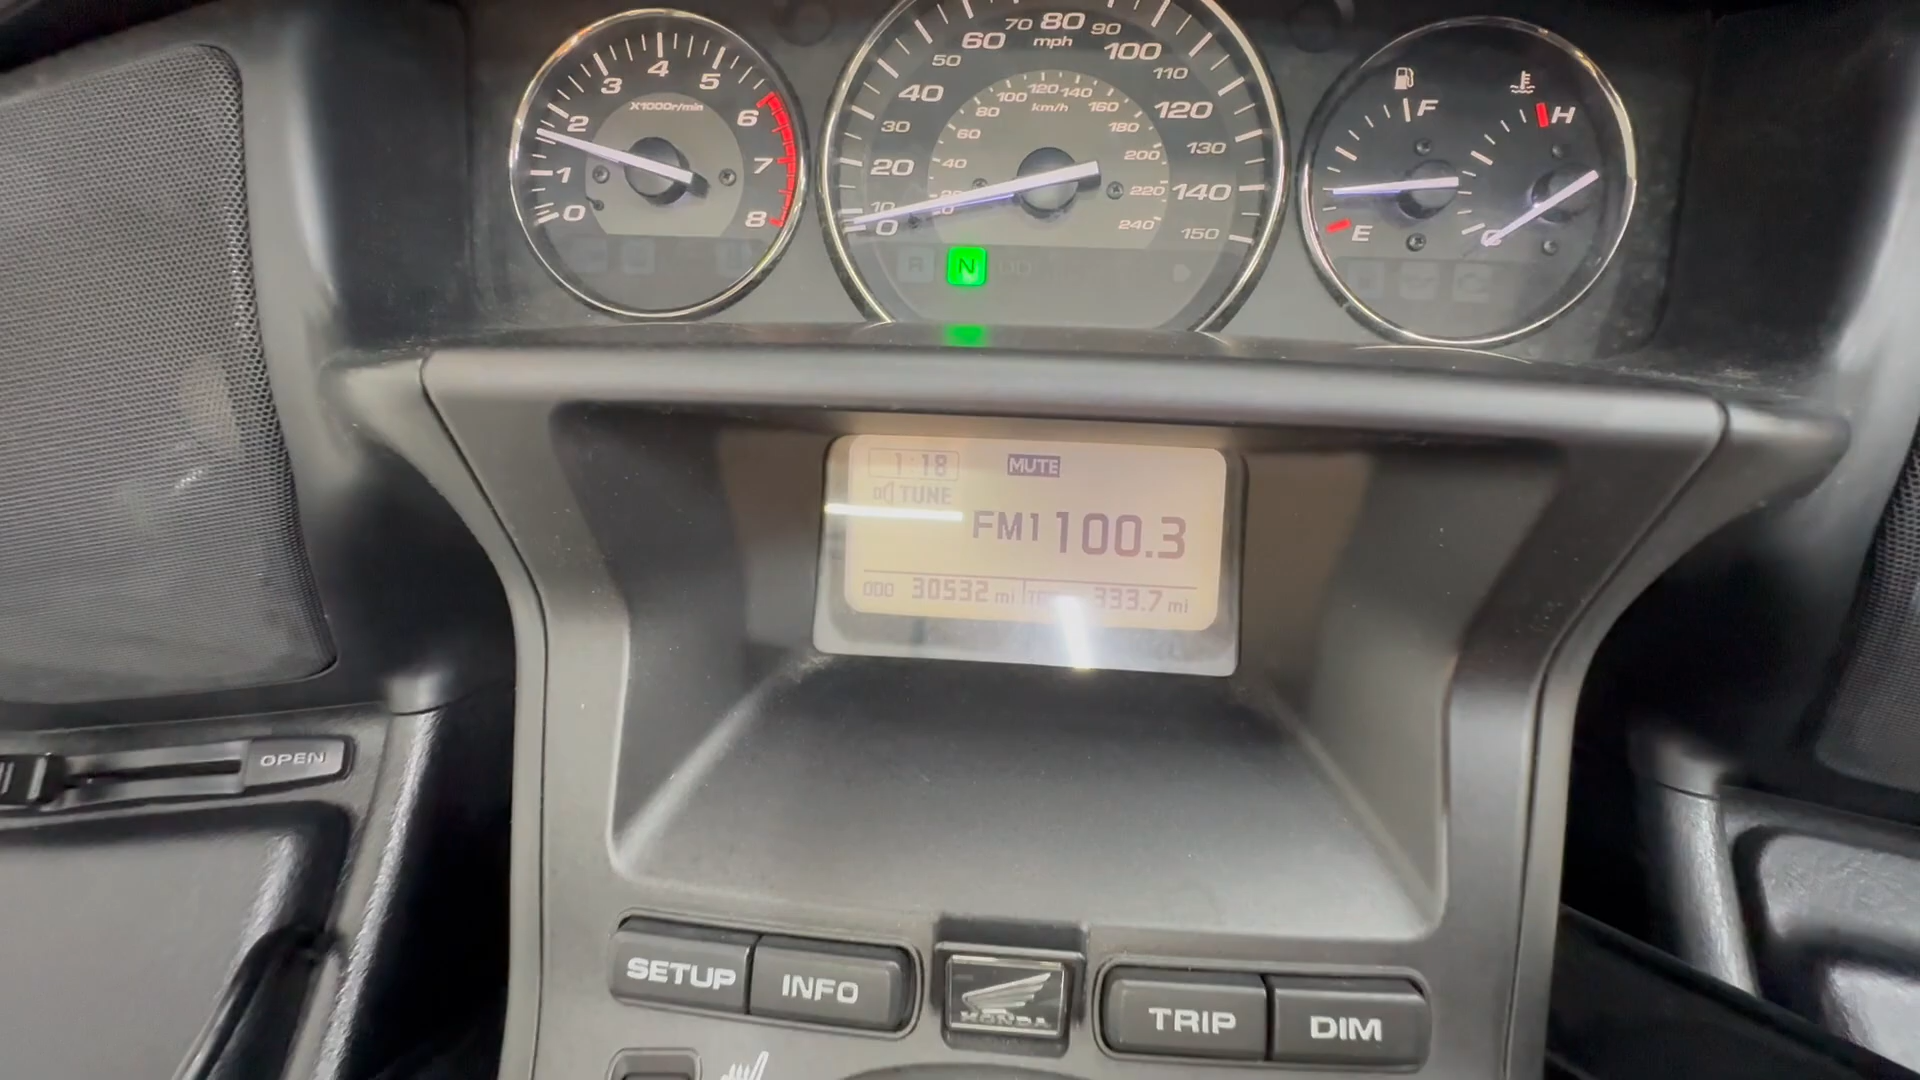 0 1 2 3 4 5 6 7 8
X1000r/min
0 10 20 30 40 50 60 70 80 90 100 110 120 130 140 150
mph
20 40 60 80 100 120 140 160 180 200 220 240
km/h
F
E
H
C
R N D
1:18 MUTE
TUNE
FM1 100.3
ODO 30532 mi 333.7 mi
OPEN
SETUP INFO HONDA TRIP DIM